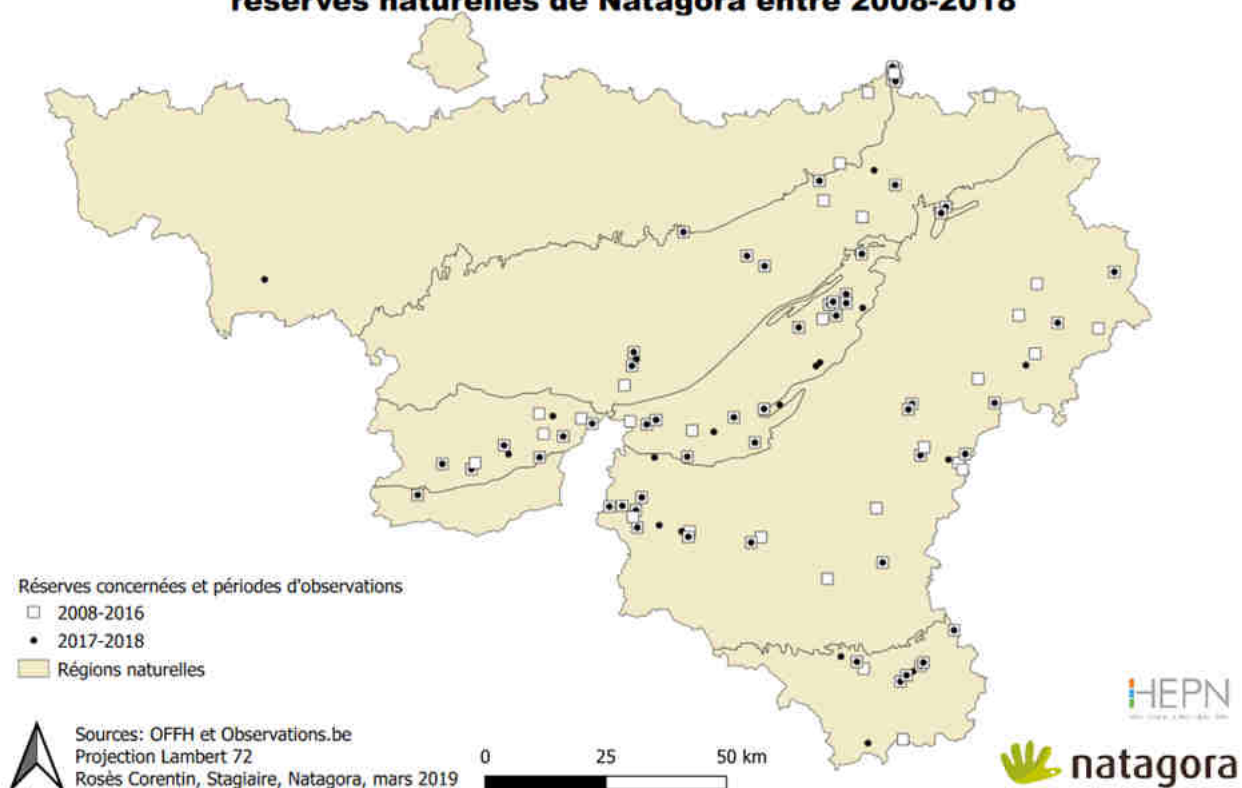 réserves naturelles de Natagora entre 2008-2018
Réserves concernées et périodes d'observations
2008-2016
2017-2018
Régions naturelles
Sources: OFFH et Observations.be
Projection Lambert 72
Rosès Corentin, Stagiaire, Natagora, mars 2019
0 25 50 km
HEPN
natagora